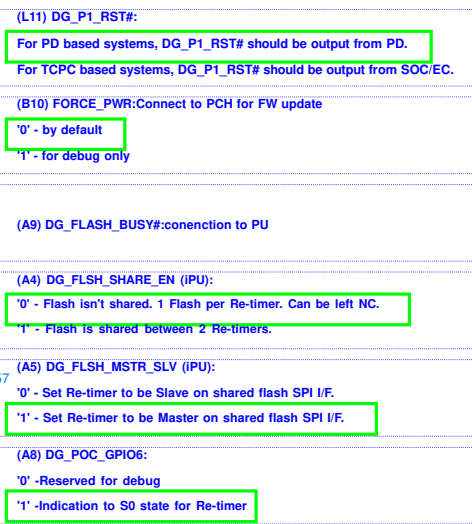 (L11) DG_P1_RST#:
For PD based systems, DG_P1_RST# should be output from PD.
For TCPC based systems, DG_P1_RST# should be output from SOC/EC.
(B10) FORCE_PWR:Connect to PCH for FW update
'0' - by default
'1' - for debug only
(A9) DG_FLASH_BUSY#:conenction to PU
(A4) DG_FLSH_SHARE_EN (iPU):
'0' - Flash isn't shared. 1 Flash per Re-timer. Can be left NC.
'1' - Flash is shared between 2 Re-timers.
(A5) DG_FLSH_MSTR_SLV (iPU):
57
'0' - Set Re-timer to be Slave on shared flash SPI I/F.
'1' - Set Re-timer to be Master on shared flash SPI I/F.
(A8) DG_POC_GPIO6:
'0' -Reserved for debug
'1' -Indication to S0 state for Re-timer